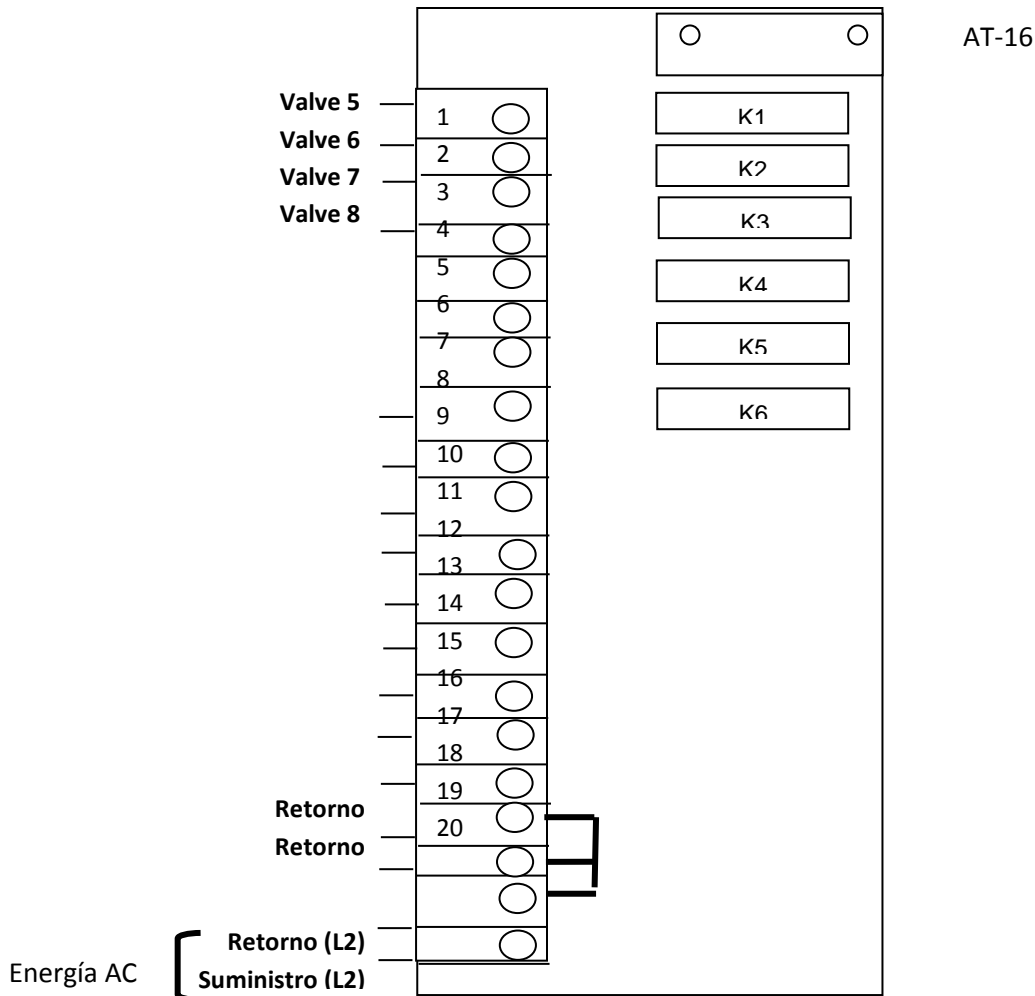 AT-16
Valve 5
Valve 6
Valve 7
Valve 8
1
2
3
4
5
6
7
8
9
10
11
12
13
14
15
16
17
18
19
20
K1
K2
K3
K4
K5
K6
Retorno
Retorno
Energía AC
Retorno (L2)
Suministro (L2)